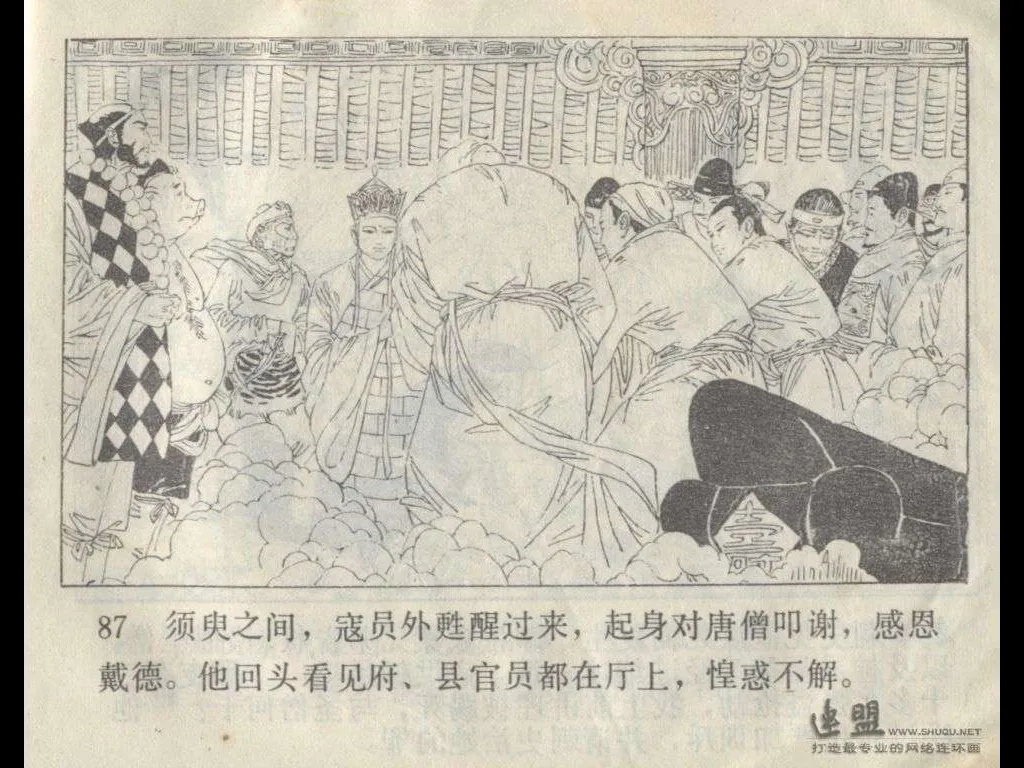 87 须臾之间，寇员外甦醒过来，起身对唐僧叩谢，感恩
戴德。他回头看见府、县官员都在厅上，惶惑不解。
连盟
WWW.SHUQU.NET
打造最专业的网络连环画